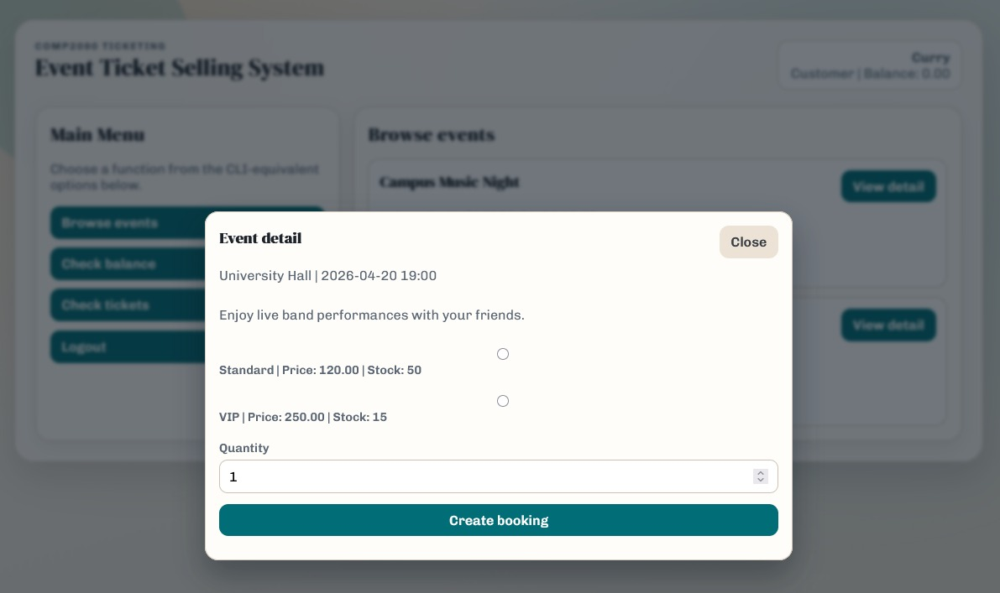 COMP2090 TICKETING
Event Ticket Selling System
Curry
Customer | Balance: 0.00
Main Menu
Choose a function from the CLI-equivalent
options below.
Browse events
Check balance
Check tickets
Logout
Browse events
Campus Music Night
View detail
View detail
Event detail
Close
University Hall | 2026-04-20 19:00
Enjoy live band performances with your friends.
Standard | Price: 120.00 | Stock: 50
VIP | Price: 250.00 | Stock: 15
Quantity
1
Create booking